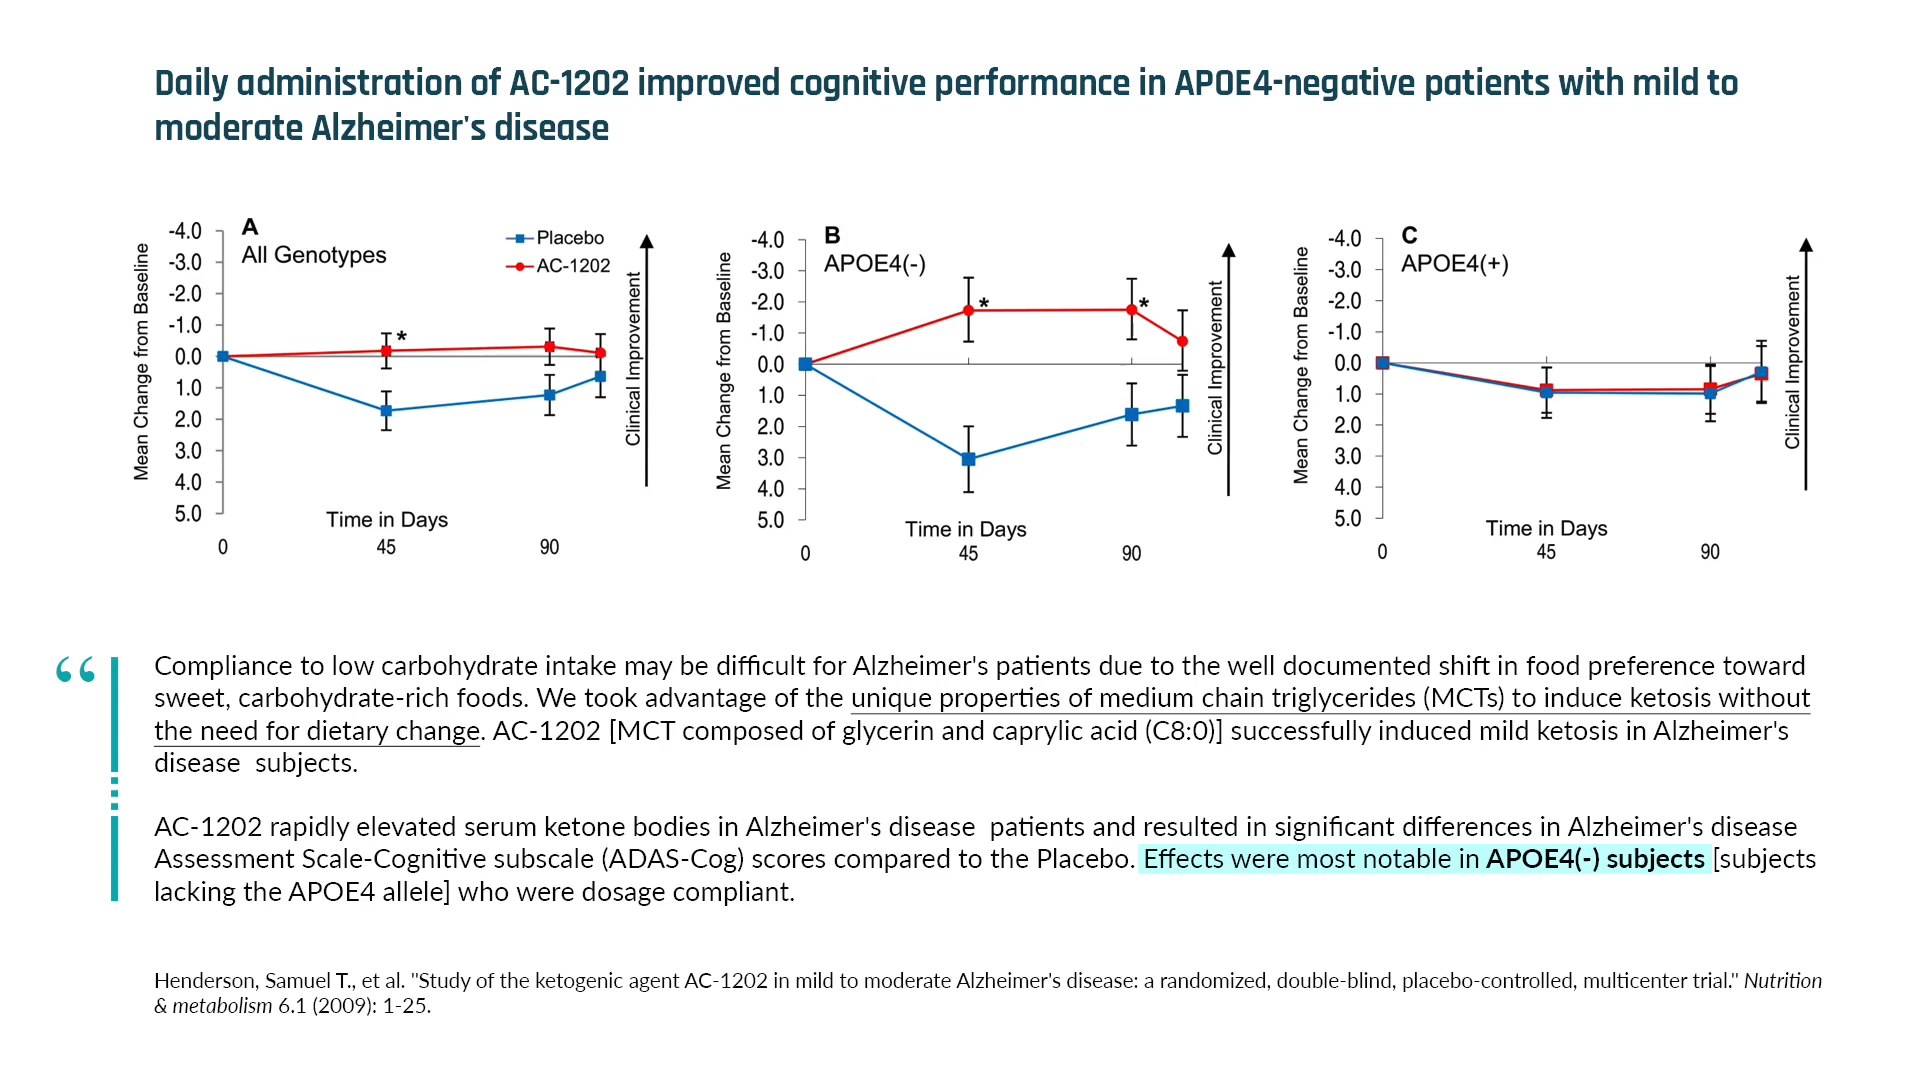 Daily administration of AC-1202 improved cognitive performance in APOE4-negative patients with mild to
moderate Alzheimer's disease
A
All Genotypes
Placebo
AC-1202
Mean Change from Baseline
-4.0
-3.0
-2.0
-1.0
0.0
1.0
2.0
3.0
4.0
5.0
*
Clinical Improvement
Time in Days
0 45 90
B
APOE4(-)
Mean Change from Baseline
-4.0
-3.0
-2.0
-1.0
0.0
1.0
2.0
3.0
4.0
5.0
* *
Clinical Improvement
Time in Days
0 45 90
C
APOE4(+)
Mean Change from Baseline
-4.0
-3.0
-2.0
-1.0
0.0
1.0
2.0
3.0
4.0
5.0
Clinical Improvement
Time in Days
0 45 90
“
Compliance to low carbohydrate intake may be difficult for Alzheimer's patients due to the well documented shift in food preference toward
sweet, carbohydrate-rich foods. We took advantage of the unique properties of medium chain triglycerides (MCTs) to induce ketosis without
the need for dietary change. AC-1202 [MCT composed of glycerin and caprylic acid (C8:0)] successfully induced mild ketosis in Alzheimer's
disease subjects.
AC-1202 rapidly elevated serum ketone bodies in Alzheimer's disease patients and resulted in significant differences in Alzheimer's disease
Assessment Scale-Cognitive subscale (ADAS-Cog) scores compared to the Placebo. Effects were most notable in APOE4(-) subjects [subjects
lacking the APOE4 allele] who were dosage compliant.
Henderson, Samuel T., et al. "Study of the ketogenic agent AC-1202 in mild to moderate Alzheimer's disease: a randomized, double-blind, placebo-controlled, multicenter trial." Nutrition
& metabolism 6.1 (2009): 1-25.